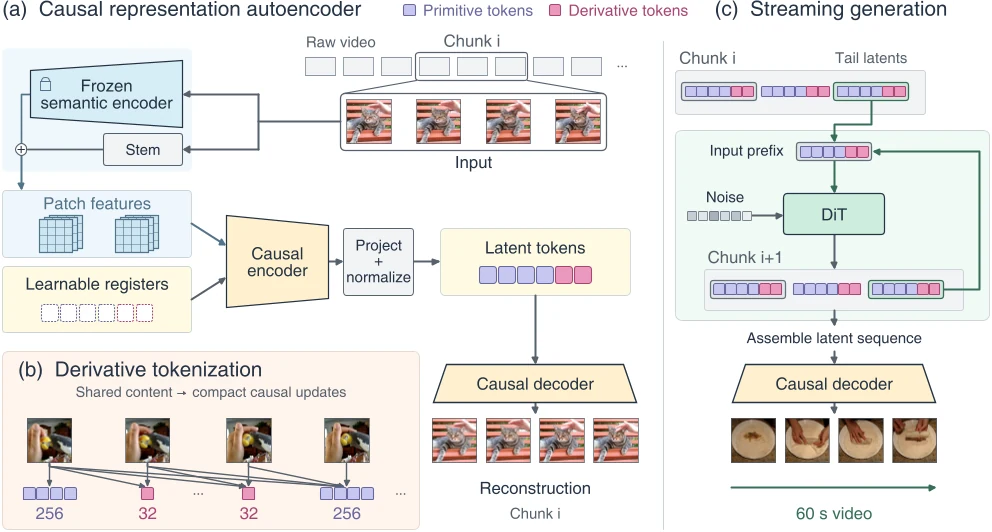 (a) Causal representation autoencoder
Primitive tokens
Derivative tokens
Raw video
Chunk i
...
Frozen
semantic encoder
Stem
+
Input
Patch features
Learnable registers
Causal
encoder
Project
+
normalize
Latent tokens
Causal decoder
Reconstruction
Chunk i
(b) Derivative tokenization
Shared content → compact causal updates
... ...
256 32 32 256
(c) Streaming generation
Chunk i
Tail latents
Input prefix
Noise
DiT
Chunk i+1
Assemble latent sequence
Causal decoder
60 s video